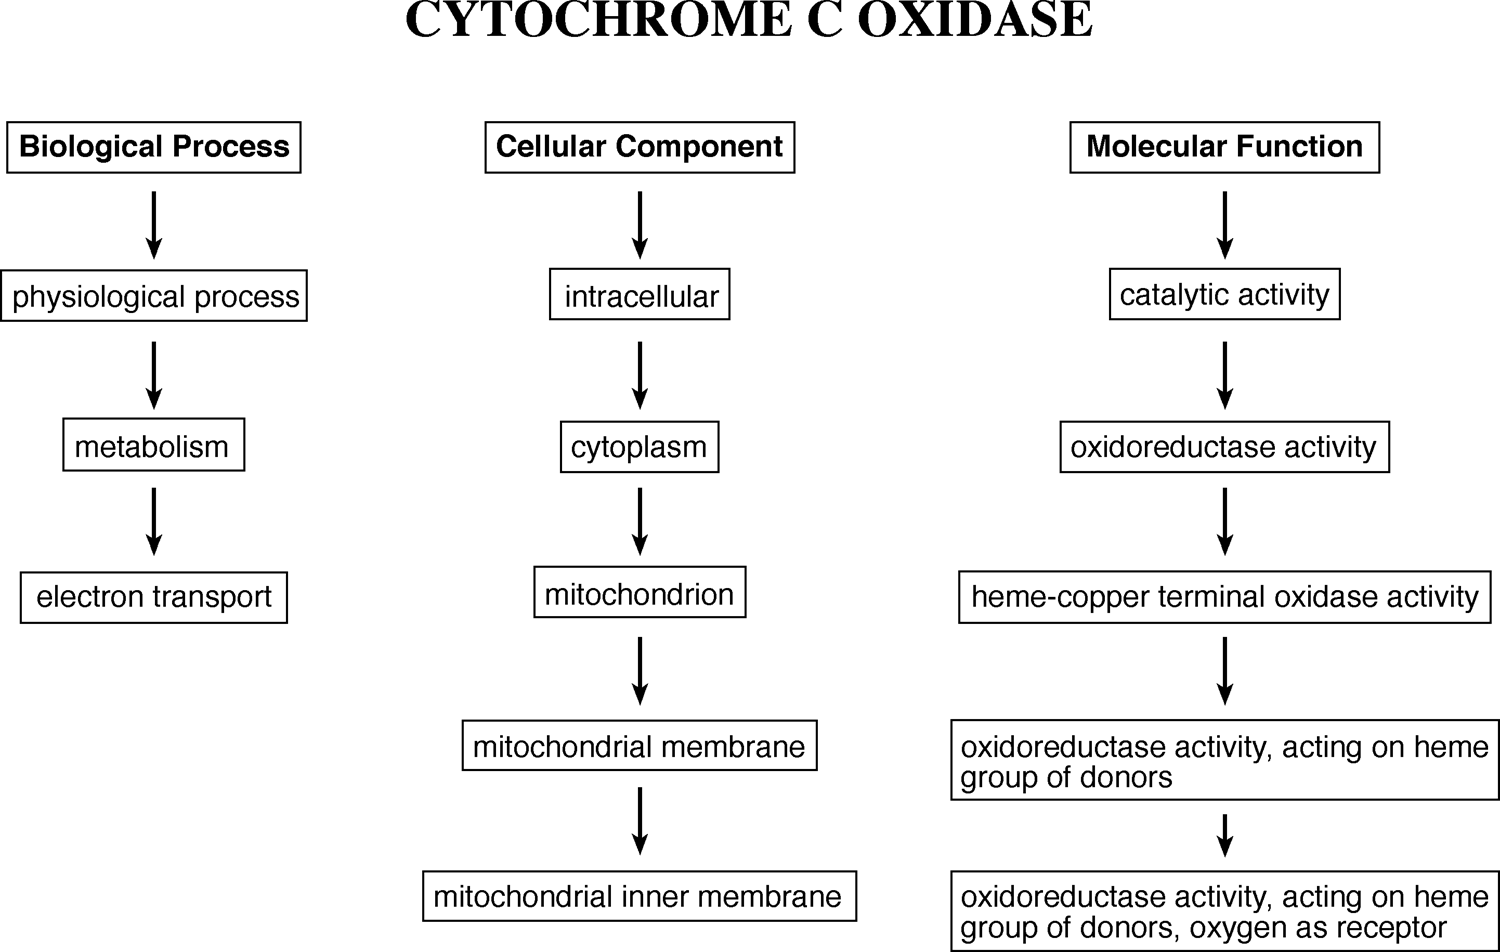 CYTOCHROME C OXIDASE
Biological Process
physiological process
metabolism
electron transport
Cellular Component
intracellular
cytoplasm
mitochondrion
mitochondrial membrane
mitochondrial inner membrane
Molecular Function
catalytic activity
oxidoreductase activity
heme-copper terminal oxidase activity
oxidoreductase activity, acting on heme
group of donors
oxidoreductase activity, acting on heme
group of donors, oxygen as receptor